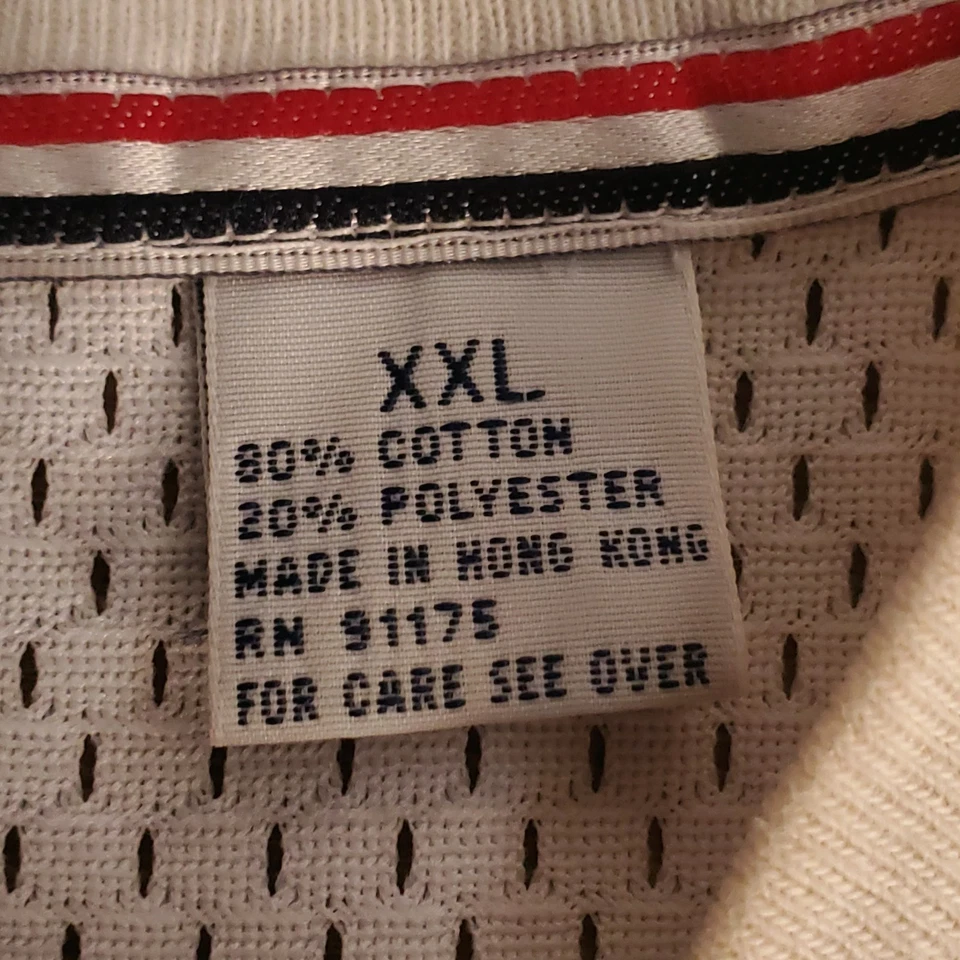 XXL
80% COTTON
20% POLYESTER
MADE IN HONG KONG
RN 91175
FOR CARE SEE OVER